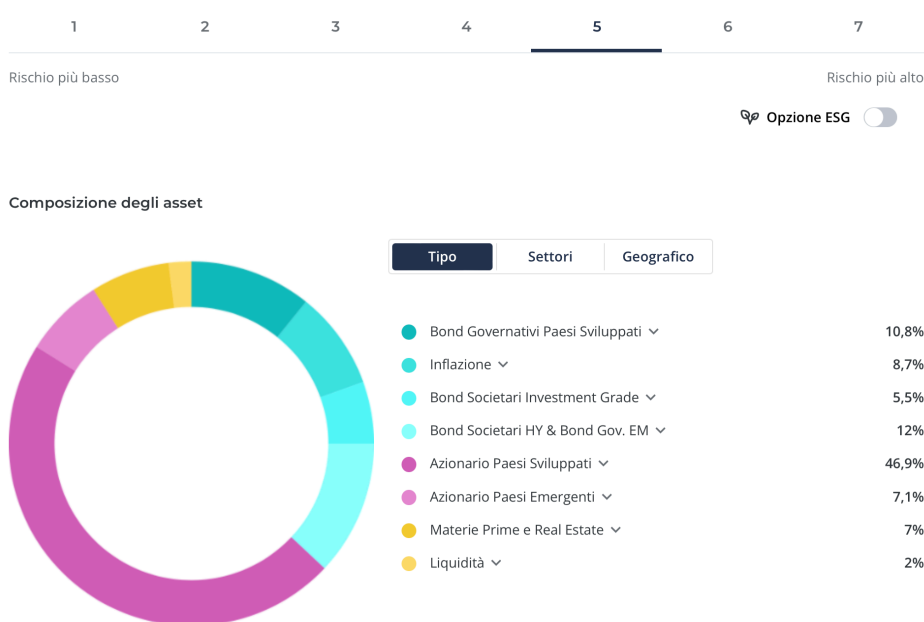 1 2 3 4 5 6 7
Rischio più basso Rischio più alto
Opzione ESG
Composizione degli asset
Tipo Settori Geografico
Bond Governativi Paesi Sviluppati 10,8%
Inflazione 8,7%
Bond Societari Investment Grade 5,5%
Bond Societari HY & Bond Gov. EM 12%
Azionario Paesi Sviluppati 46,9%
Azionario Paesi Emergenti 7,1%
Materie Prime e Real Estate 7%
Liquidità 2%